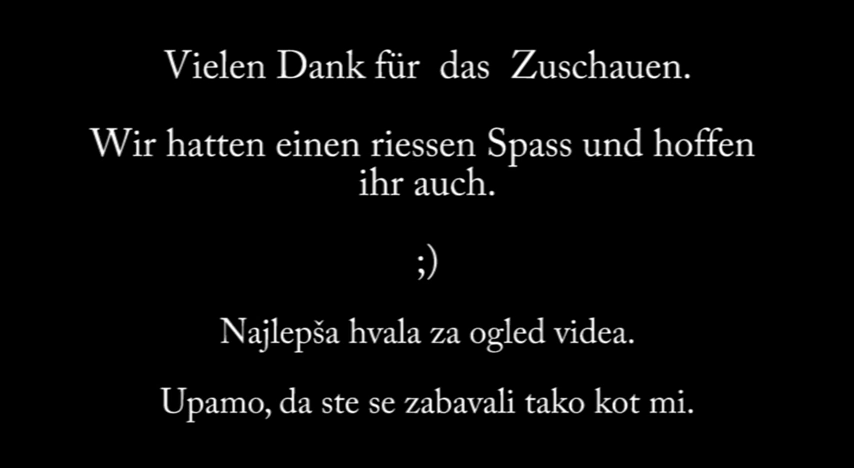 Vielen Dank für das Zuschauen.
Wir hatten einen riessen Spass und hoffen
ihr auch.
;)
Najlepša hvala za ogled videa.
Upamo, da ste se zabavali tako kot mi.